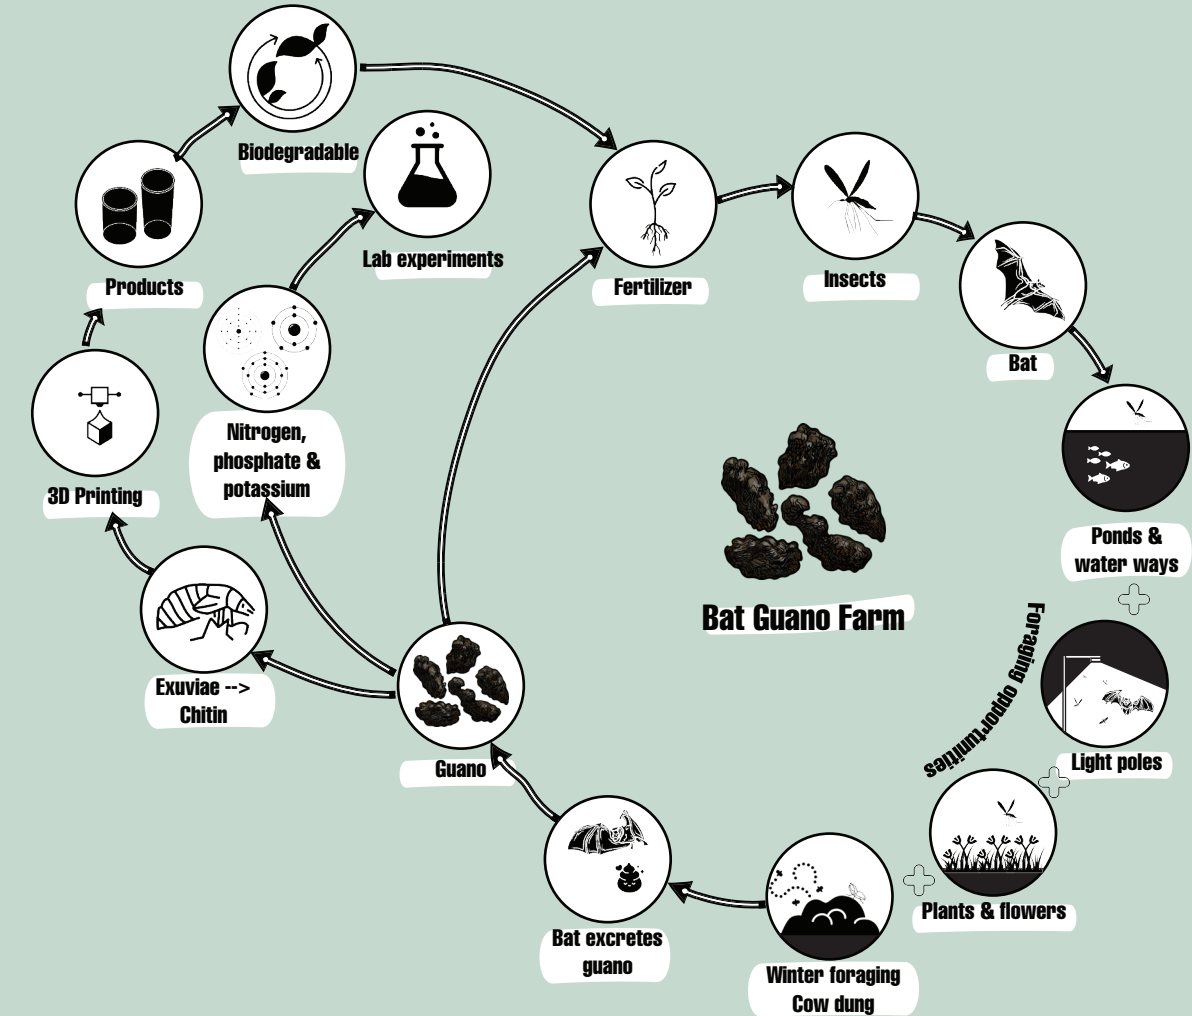 Biodegradable
Lab experiments
Products
Fertilizer
Insects
Bat
Nitrogen,
phosphate &
potassium
3D Printing
Ponds &
water ways
Bat Guano Farm
Foraging opportunities
Exuviae -->
Chitin
Guano
Light poles
Plants & flowers
Bat excretes
guano
Winter foraging
Cow dung